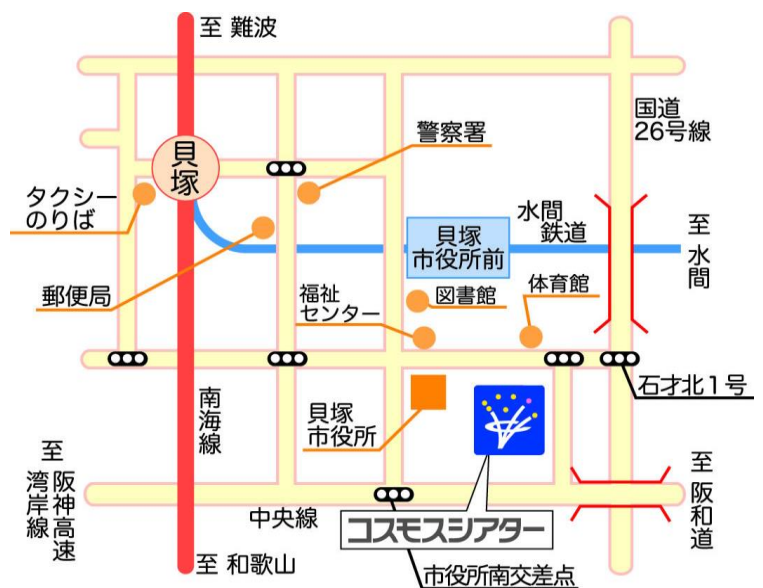 至 難波
国道
26号線
警察署
貝塚
タクシー
のりば
水間
鉄道
貝塚
市役所前
至 水間
郵便局
福祉
センター
図書館
体育館
石才北1号
南海線
貝塚
市役所
至 阪神高速
湾岸線
至 阪和道
中央線
コスモスシアター
至 和歌山
市役所南交差点